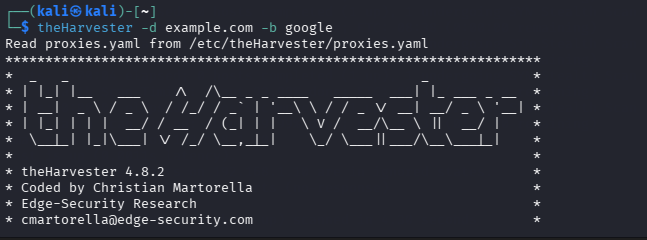 ┌──(kali㉿kali)-[~]
└─$ theHarvester -d example.com -b google
Read proxies.yaml from /etc/theHarvester/proxies.yaml
*******************************************************************
* theHarvester *
* *
* theHarvester 4.8.2 *
* Coded by Christian Martorella *
* Edge-Security Research *
* cmartorella@edge-security.com *